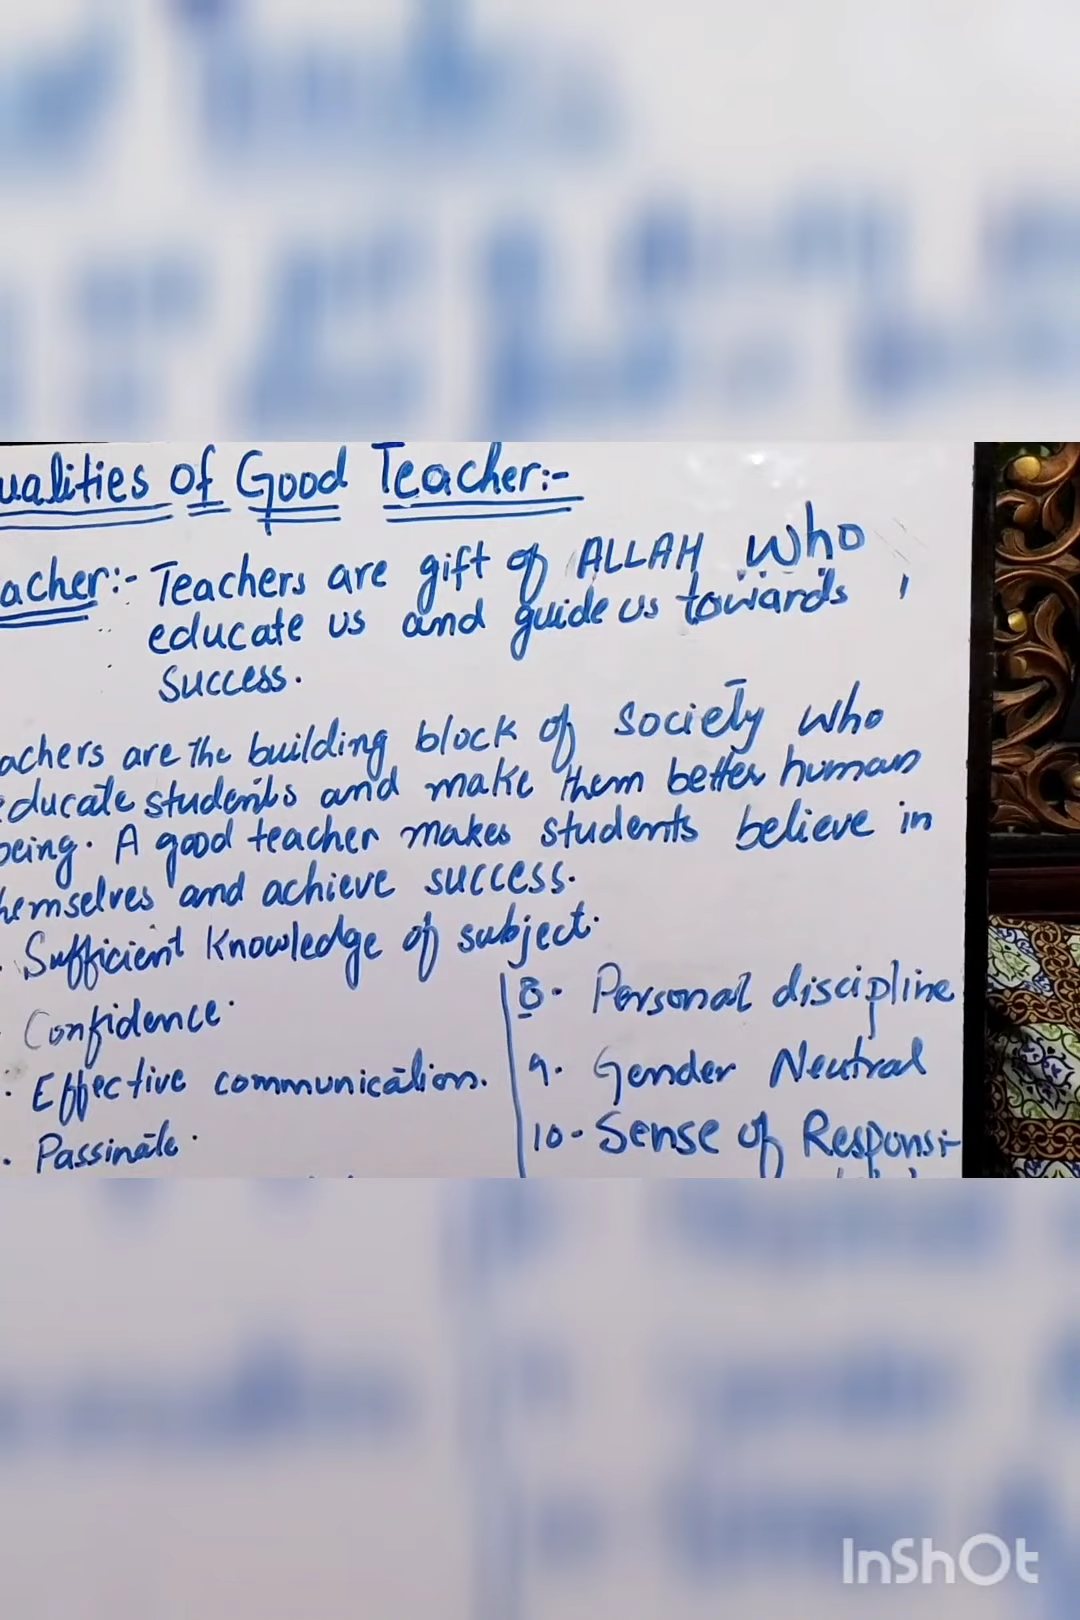 ualities of Good Teacher:-
acher:- Teachers are gift of ALLAH who
educate us and guide us towards
success.
achers are the building block of society who
educate students and make them better human
being. A good teacher makes students believe in
hemselves and achieve success.
Sufficient Knowledge of subject.
Confidence.
Effective communication.
Passinate.
8. Personal discipline
9. Gender Neutral
10- Sense of Responsi-
InShOt